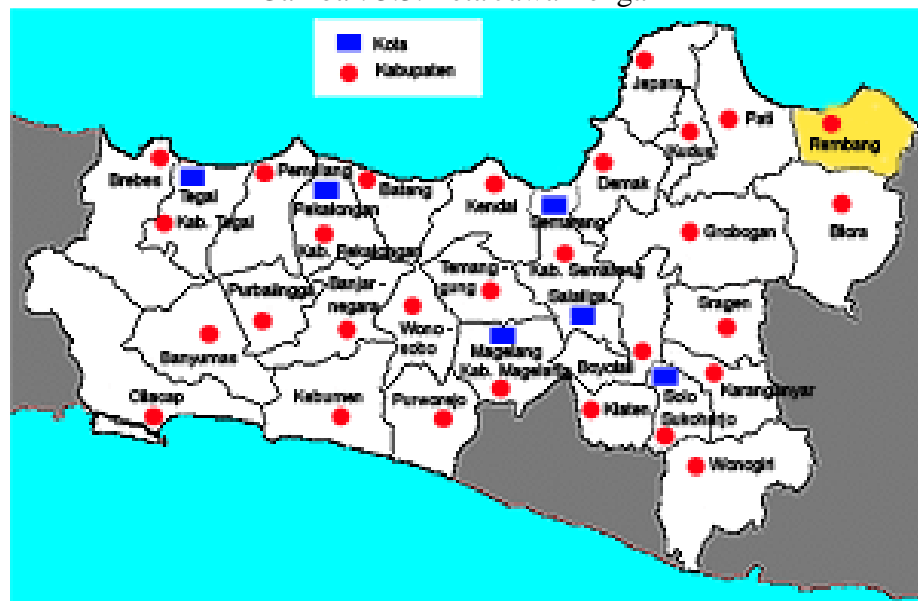 Kota
Kabupaten
Jepara
Pati
Rembang
Kudus
Brebes
Pemalang
Demak
Tegal
Batang
Kendal
Pekalongan
Semarang
Kab. Tegal
Grobogan
Blora
Kab. Pekalongan
Temang-
gung
Kab. Semarang
Purbalingga
Banjar-
negara
Salatiga
Sragen
Wono-
sobo
Banyumas
Magelang
Kab. Magelang
Boyolali
Karanganyar
Solo
Cilacap
Kebumen
Purworejo
Klaten
Sukoharjo
Wonogiri